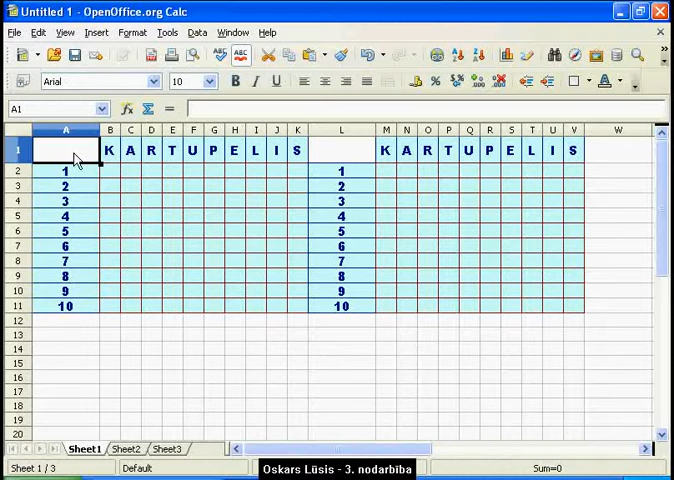 Untitled 1 - OpenOffice.org Calc
File Edit View Insert Format Tools Data Window Help
Arial 10
A1
A B C D E F G H I J K L M N O P Q R S T U V W
1 K A R T U P E L I S K A R T U P E L I S
2 1 1
3 2 2
4 3 3
5 4 4
6 5 5
7 6 6
8 7 7
9 8 8
10 9 9
11 10 10
12
13
14
15
16
17
18
19
20
Sheet1 Sheet2 Sheet3
Sheet 1 / 3 Default Oskars Lūsis - 3. nodarbība Sum=0